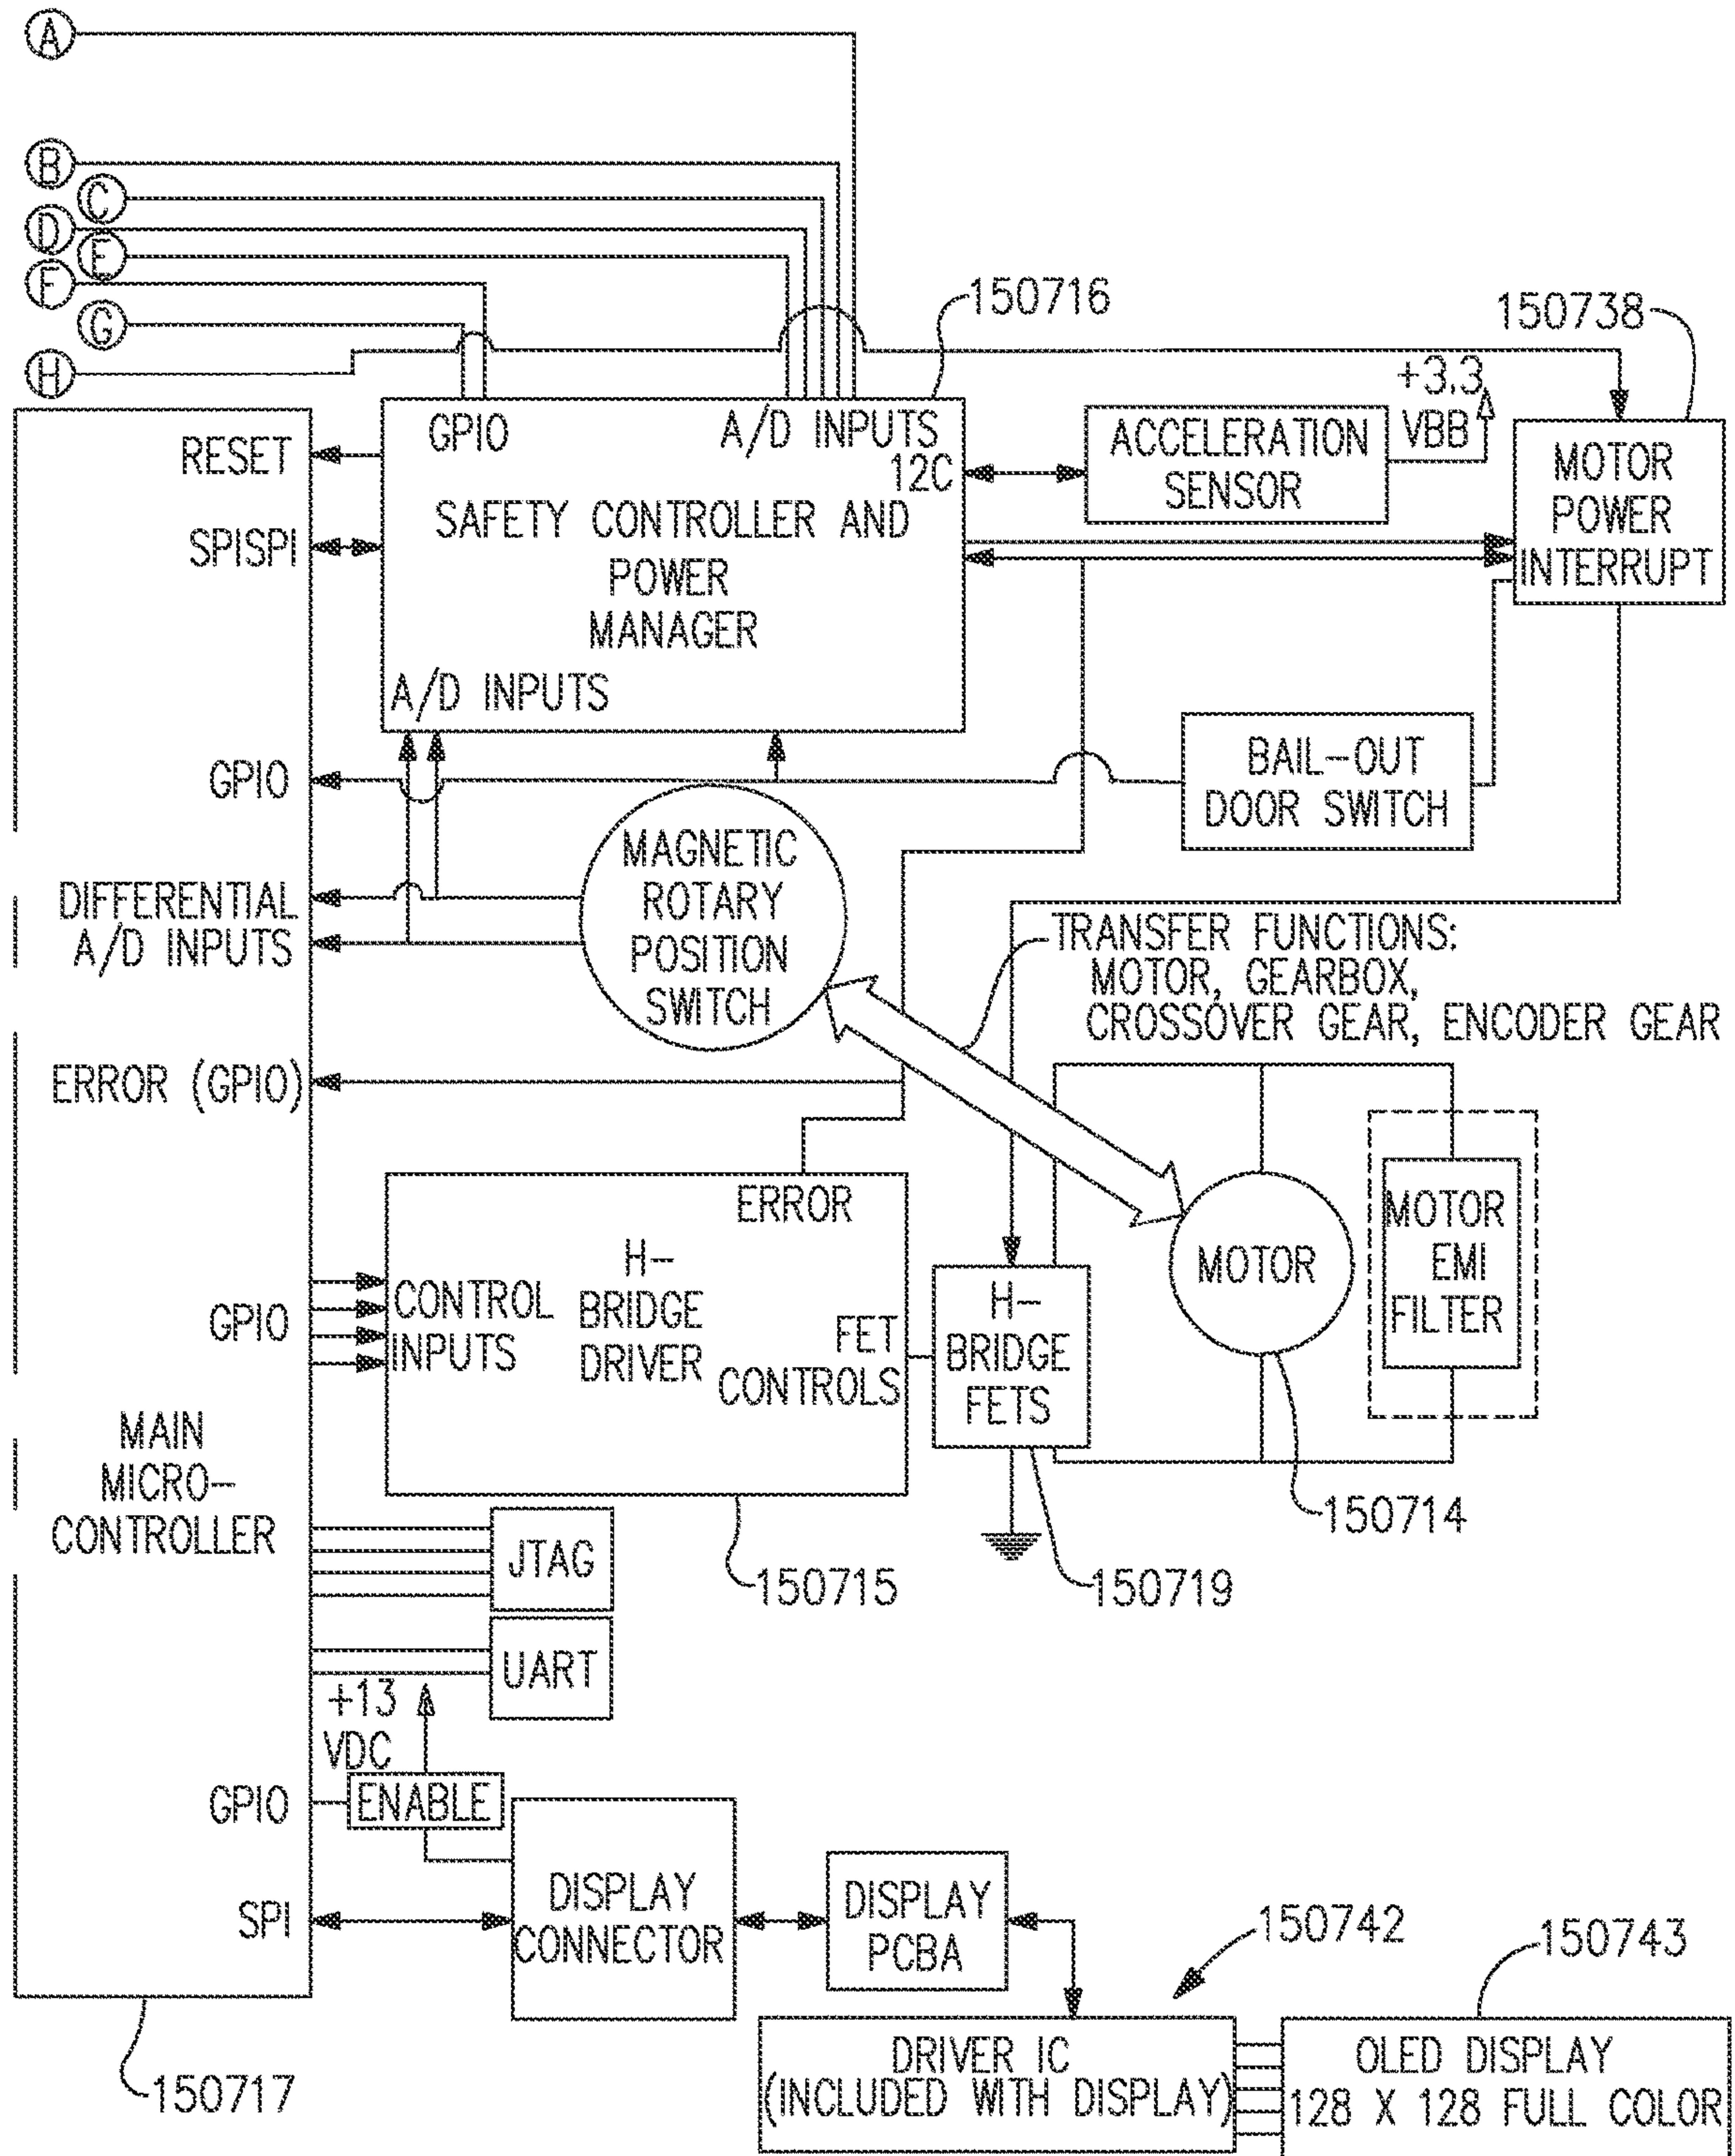 A
B
C
D
E
F
G
H
150716
150738
+3.3
VBB
RESET
GPIO
A/D INPUTS
12C
ACCELERATION
SENSOR
MOTOR
POWER
INTERRUPT
SPISPI
SAFETY CONTROLLER AND
POWER
MANAGER
A/D INPUTS
GPIO
BAIL-OUT
DOOR SWITCH
MAGNETIC
ROTARY
POSITION
SWITCH
DIFFERENTIAL
A/D INPUTS
TRANSFER FUNCTIONS:
MOTOR, GEARBOX,
CROSSOVER GEAR, ENCODER GEAR
ERROR (GPIO)
ERROR
GPIO
CONTROL
INPUTS
H-
BRIDGE
DRIVER
FET
CONTROLS
H-
BRIDGE
FETS
MOTOR
MOTOR
EMI
FILTER
MAIN
MICRO-
CONTROLLER
JTAG
150715
150719
150714
UART
+13
VDC
GPIO
ENABLE
SPI
DISPLAY
CONNECTOR
DISPLAY
PCBA
150742
150743
DRIVER IC
(INCLUDED WITH DISPLAY)
OLED DISPLAY
128 X 128 FULL COLOR
150717